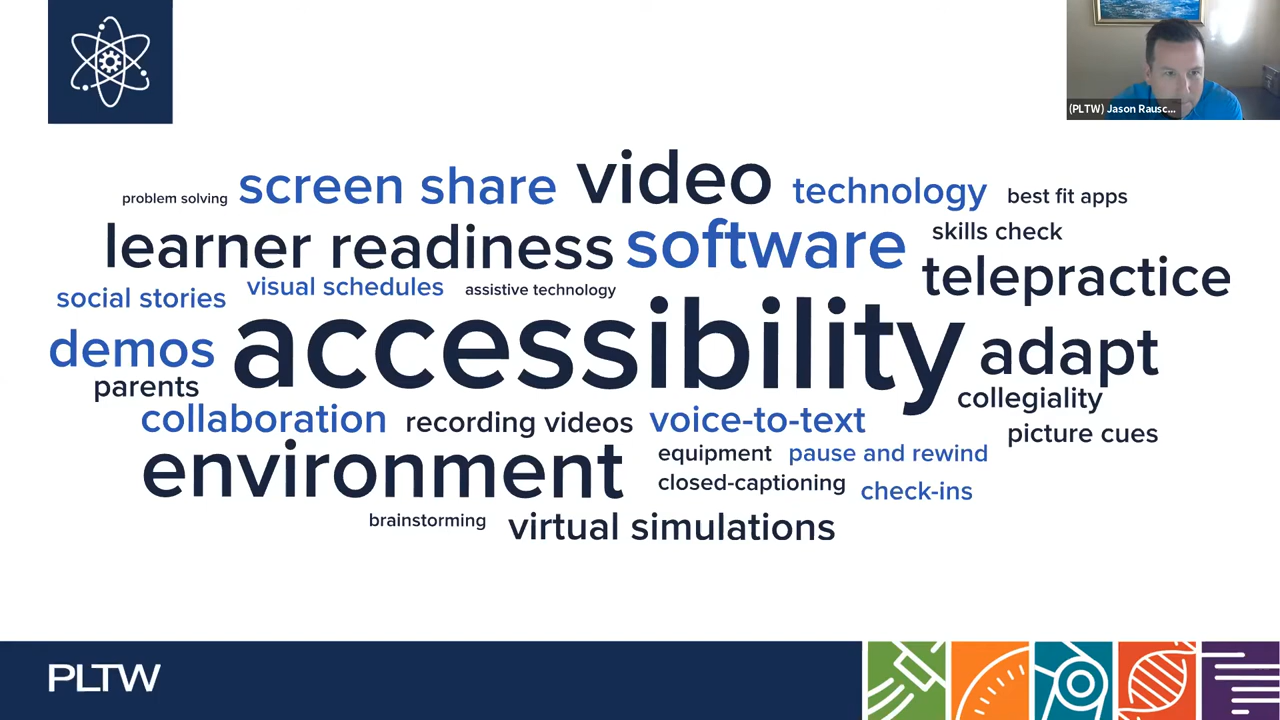 (PLTW) Jason Rausc...
problem solving
screen share
video
technology
best fit apps
learner readiness
software
skills check
telepractice
social stories
visual schedules
assistive technology
demos
accessibility
adapt
parents
collegiality
collaboration
recording videos
voice-to-text
picture cues
environment
equipment
pause and rewind
closed-captioning
check-ins
brainstorming
virtual simulations
PLTW